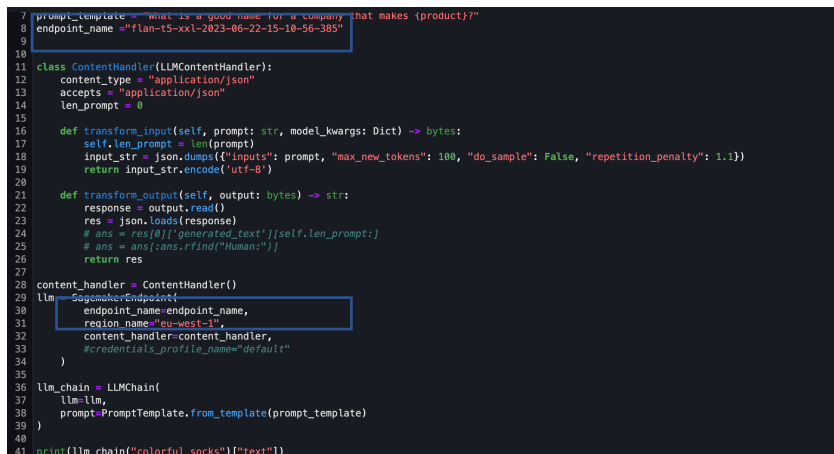 7 prompt_template = "What is a good name for a company that makes {product}?"
8 endpoint_name ="flan-t5-xxl-2023-06-22-15-10-56-385"
9
10
11 class ContentHandler(LLMContentHandler):
12     content_type = "application/json"
13     accepts = "application/json"
14     len_prompt = 0
15
16     def transform_input(self, prompt: str, model_kwargs: Dict) -> bytes:
17         self.len_prompt = len(prompt)
18         input_str = json.dumps({"inputs": prompt, "max_new_tokens": 100, "do_sample": False, "repetition_penalty": 1.1})
19         return input_str.encode('utf-8')
20
21     def transform_output(self, output: bytes) -> str:
22         response = output.read()
23         res = json.loads(response)
24         # ans = res[0]['generated_text'][self.len_prompt:]
25         # ans = ans[:ans.rfind("Human:")]
26         return res
27
28 content_handler = ContentHandler()
29 llm = SagemakerEndpoint(
30         endpoint_name=endpoint_name,
31         region_name="eu-west-1",
32         content_handler=content_handler,
33         #credentials_profile_name="default"
34     )
35
36 llm_chain = LLMChain(
37     llm=llm,
38     prompt=PromptTemplate.from_template(prompt_template)
39 )
40
41 print(llm_chain("colorful socks")["text"])